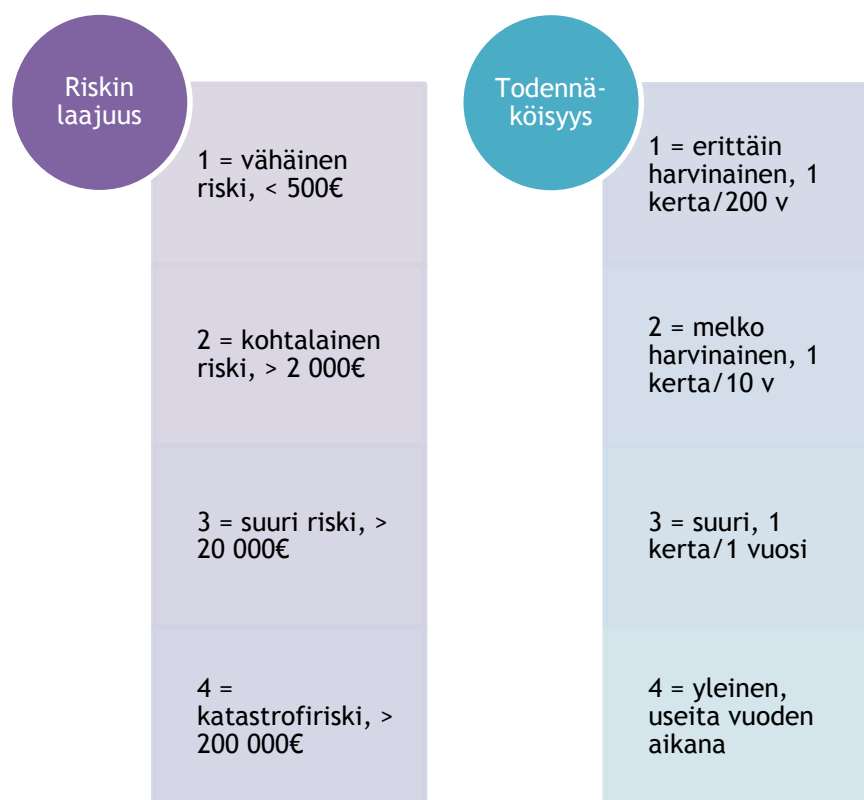 Riskin
laajuus
1 = vähäinen
riski, < 500€
2 = kohtalainen
riski, > 2 000€
3 = suuri riski, >
20 000€
4 =
katastrofiriski, >
200 000€
Todennä-
köisyys
1 = erittäin
harvinainen, 1
kerta/200 v
2 = melko
harvinainen, 1
kerta/10 v
3 = suuri, 1
kerta/1 vuosi
4 = yleinen,
useita vuoden
aikana